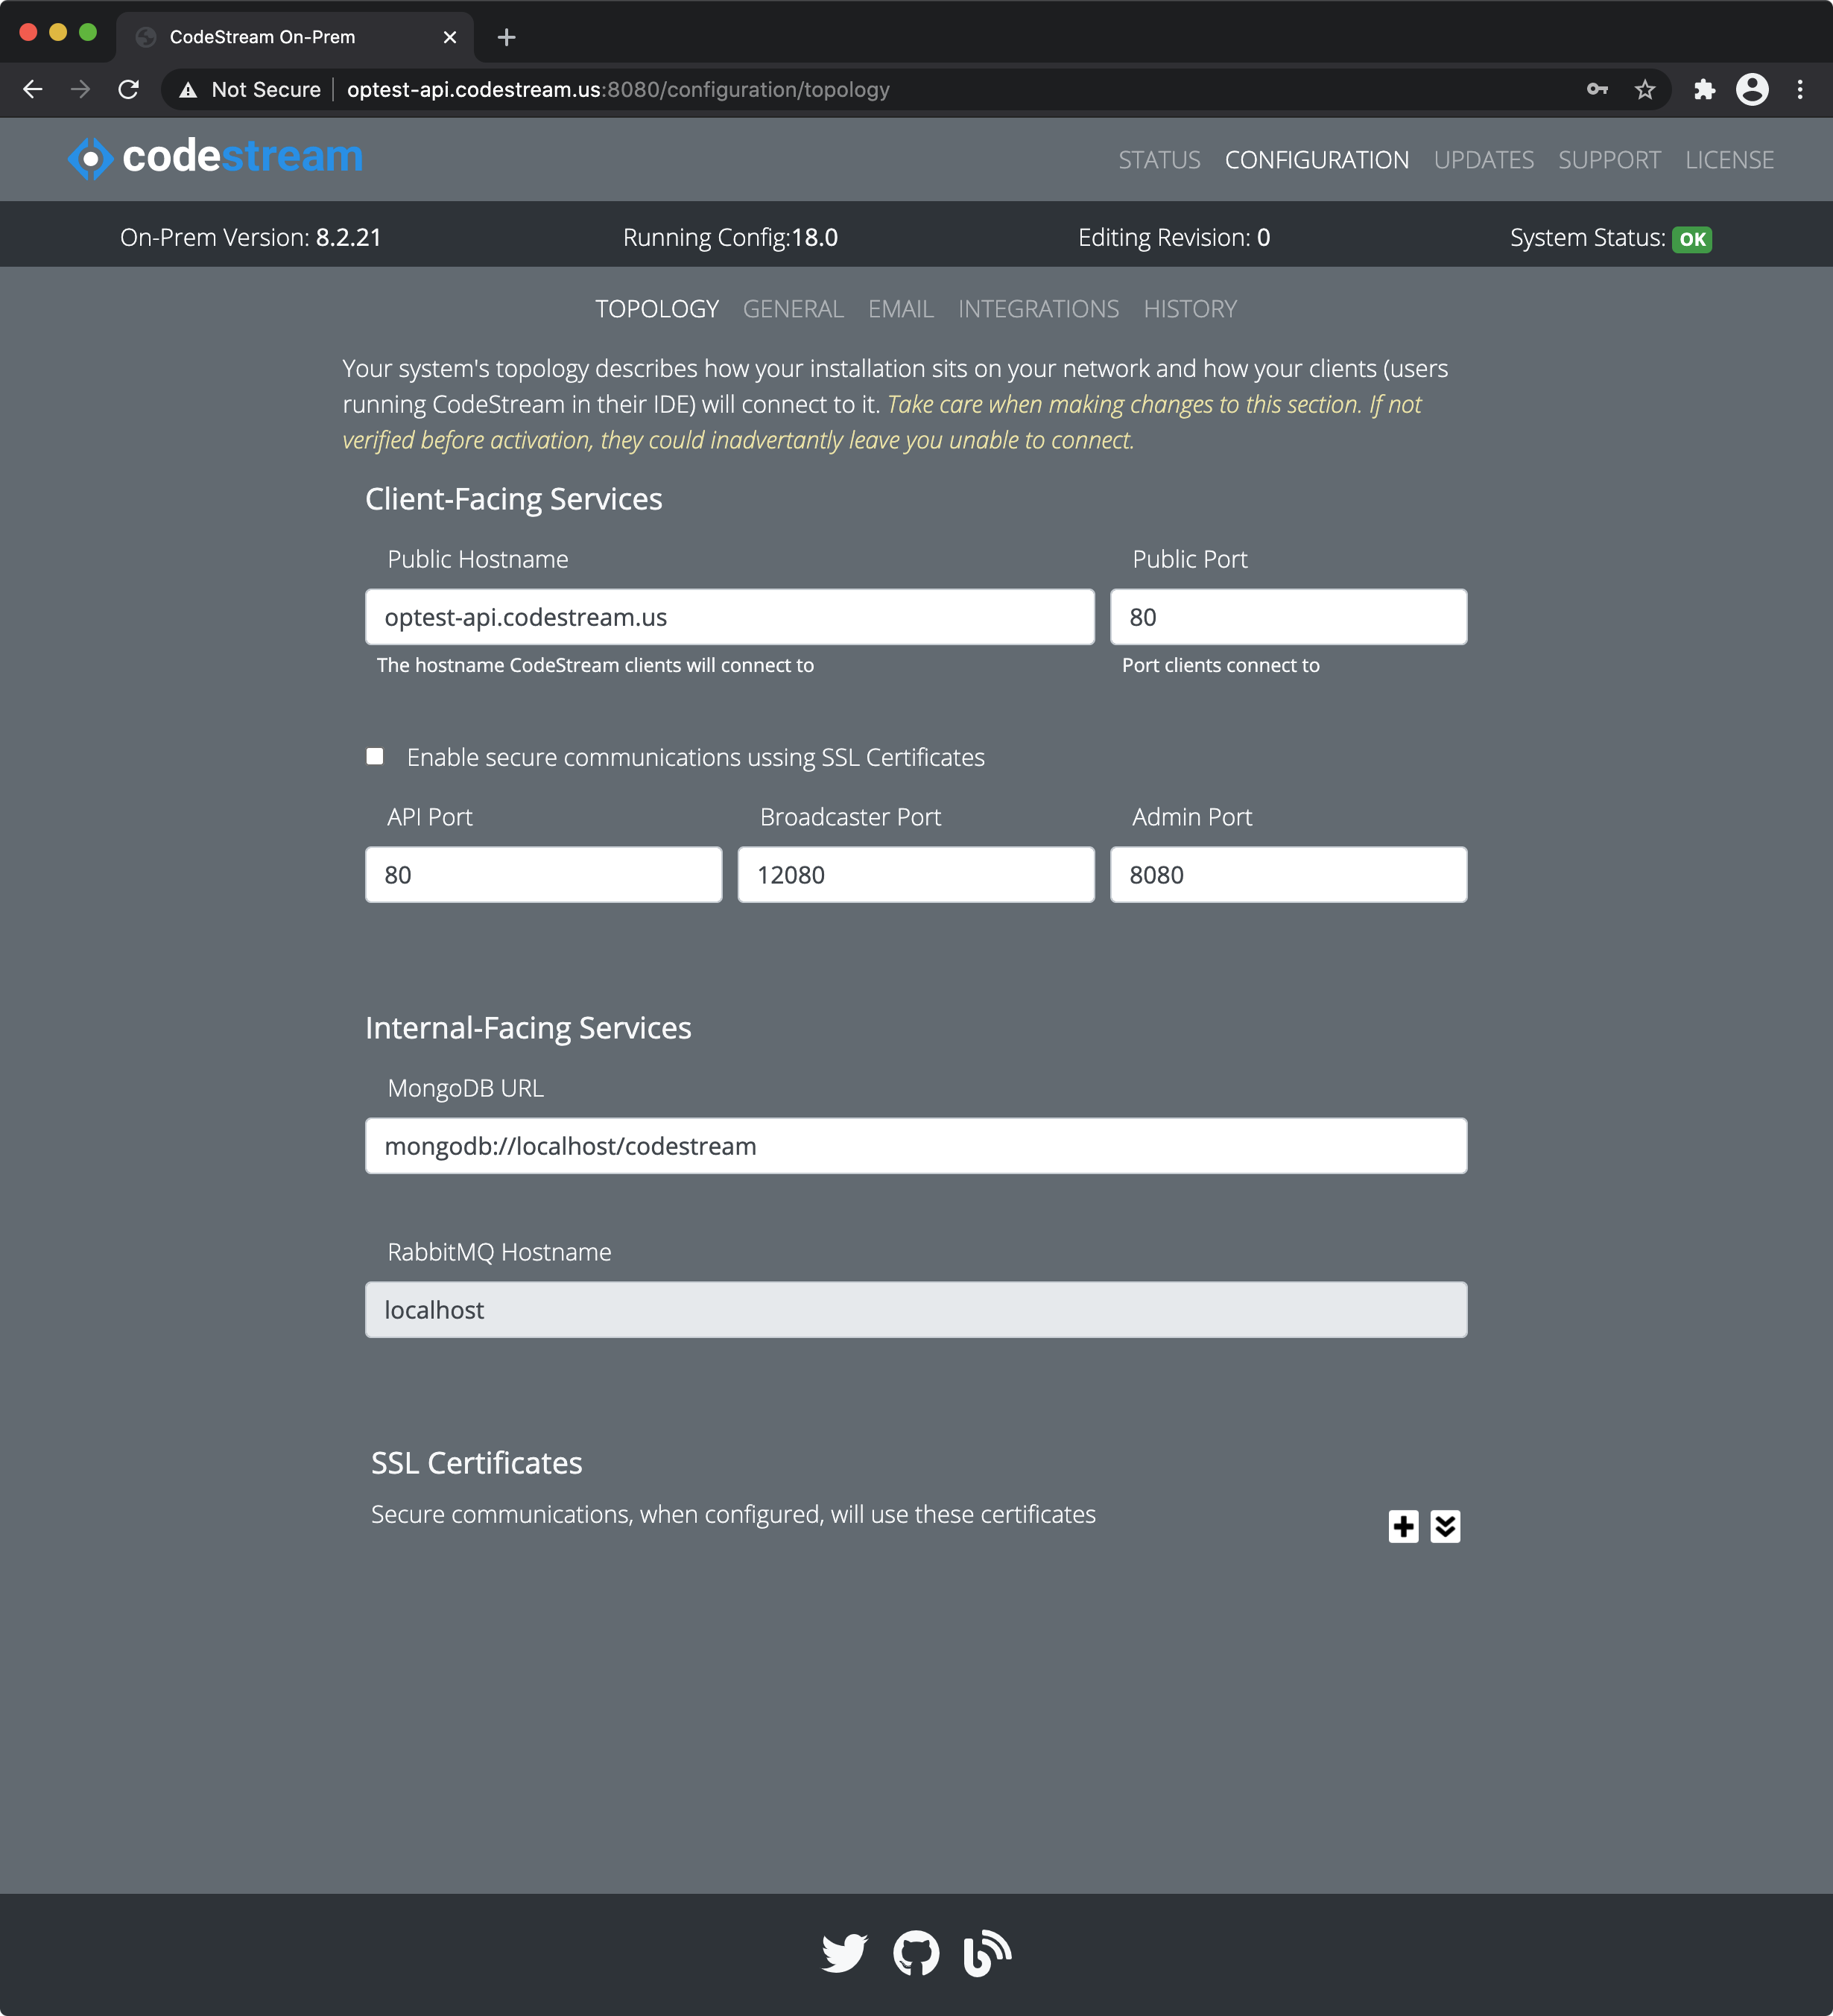 CodeStream On-Prem
Not Secure optest-api.codestream.us:8080/configuration/topology
codestream
STATUS CONFIGURATION UPDATES SUPPORT LICENSE
On-Prem Version: 8.2.21 Running Config:18.0 Editing Revision: 0 System Status: OK
TOPOLOGY GENERAL EMAIL INTEGRATIONS HISTORY
Your system's topology describes how your installation sits on your network and how your clients (users
running CodeStream in their IDE) will connect to it. Take care when making changes to this section. If not
verified before activation, they could inadvertantly leave you unable to connect.
Client-Facing Services
Public Hostname Public Port
optest-api.codestream.us 80
The hostname CodeStream clients will connect to Port clients connect to
Enable secure communications ussing SSL Certificates
API Port Broadcaster Port Admin Port
80 12080 8080
Internal-Facing Services
MongoDB URL
mongodb://localhost/codestream
RabbitMQ Hostname
localhost
SSL Certificates
Secure communications, when configured, will use these certificates